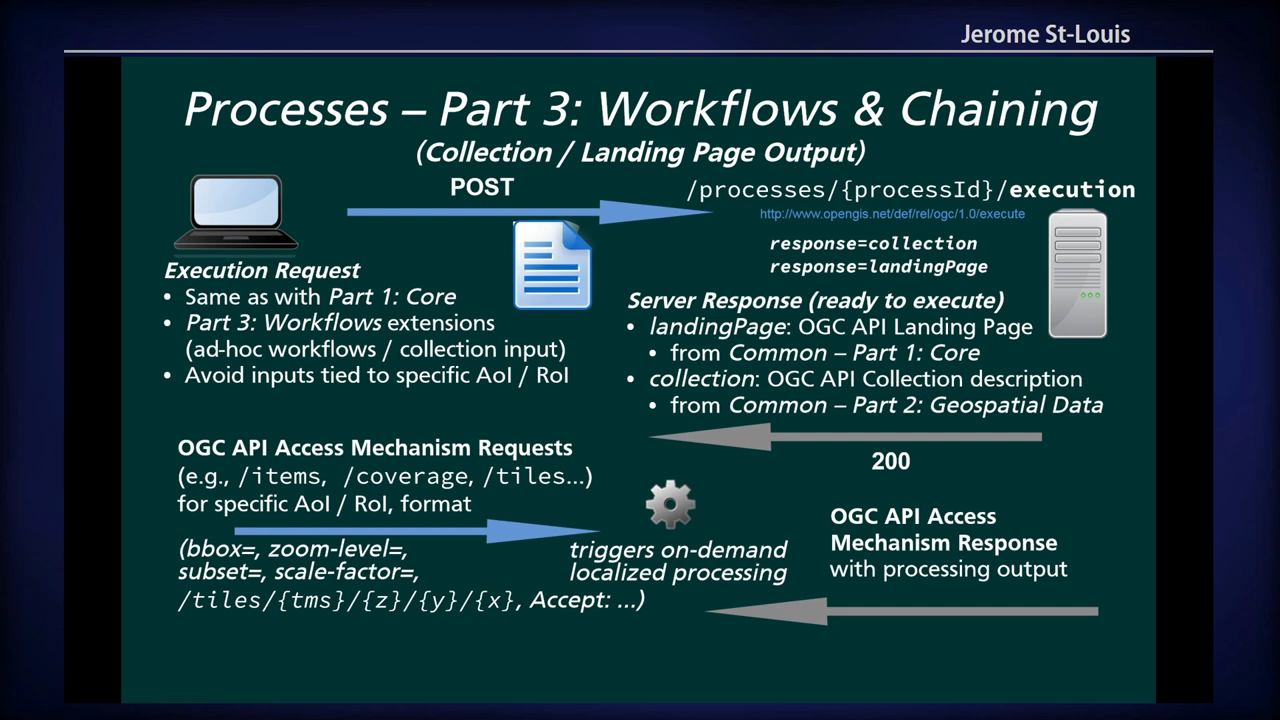 Jerome St-Louis
Processes – Part 3: Workflows & Chaining
(Collection / Landing Page Output)
POST
/processes/{processId}/execution
http://www.opengis.net/def/rel/ogc/1.0/execute
response=collection
response=landingPage
Execution Request
• Same as with Part 1: Core
• Part 3: Workflows extensions
(ad-hoc workflows / collection input)
• Avoid inputs tied to specific AoI / RoI
Server Response (ready to execute)
• landingPage: OGC API Landing Page
• from Common – Part 1: Core
• collection: OGC API Collection description
• from Common – Part 2: Geospatial Data
200
OGC API Access Mechanism Requests
(e.g., /items, /coverage, /tiles...)
for specific AoI / RoI, format
(bbox=, zoom-level=,
subset=, scale-factor=,
/tiles/{tms}/{z}/{y}/{x}, Accept: ...)
triggers on-demand
localized processing
OGC API Access
Mechanism Response
with processing output